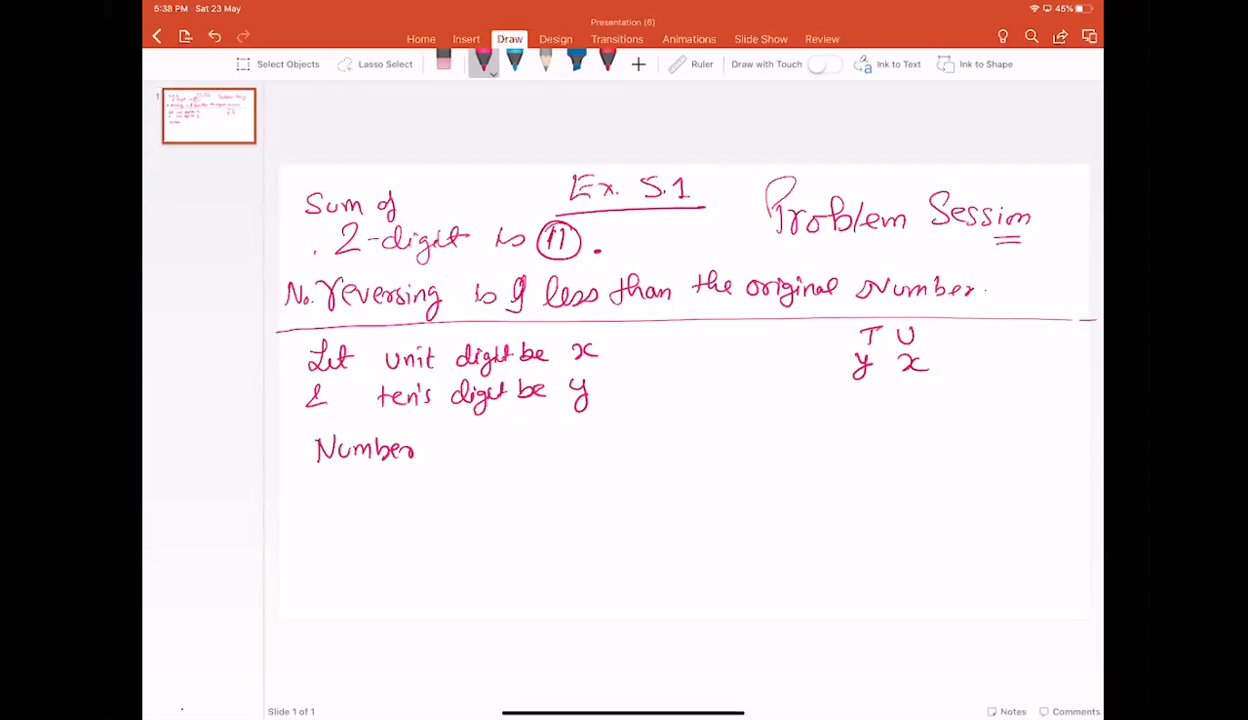 5:38 PM Sat 23 May
45%
Presentation (6)
Home Insert Draw Design Transitions Animations Slide Show Review
Select Objects Lasso Select Ruler Draw with Touch Ink to Text Ink to Shape
1
Ex. 5.1
Problem Session
Sum of
2-digit is 11.
No. reversing is 9 less than the original Number.
Let unit digit be x
& ten's digit be y
T U
y x
Number
Slide 1 of 1
Notes Comments